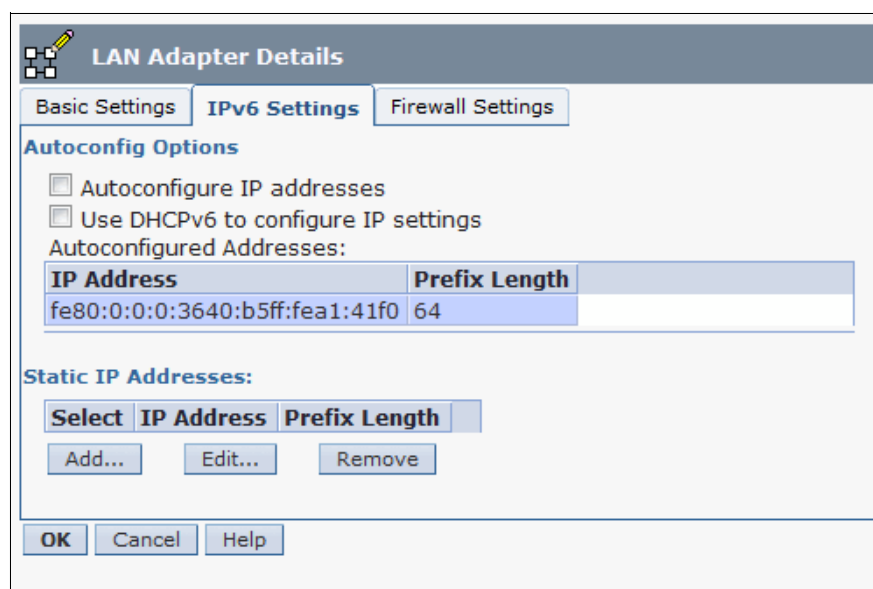 LAN Adapter Details
Basic Settings IPv6 Settings Firewall Settings
Autoconfig Options
Autoconfigure IP addresses
Use DHCPv6 to configure IP settings
Autoconfigured Addresses:
IP Address Prefix Length
fe80:0:0:0:3640:b5ff:fea1:41f0 64
Static IP Addresses:
Select IP Address Prefix Length
Add... Edit... Remove
OK Cancel Help